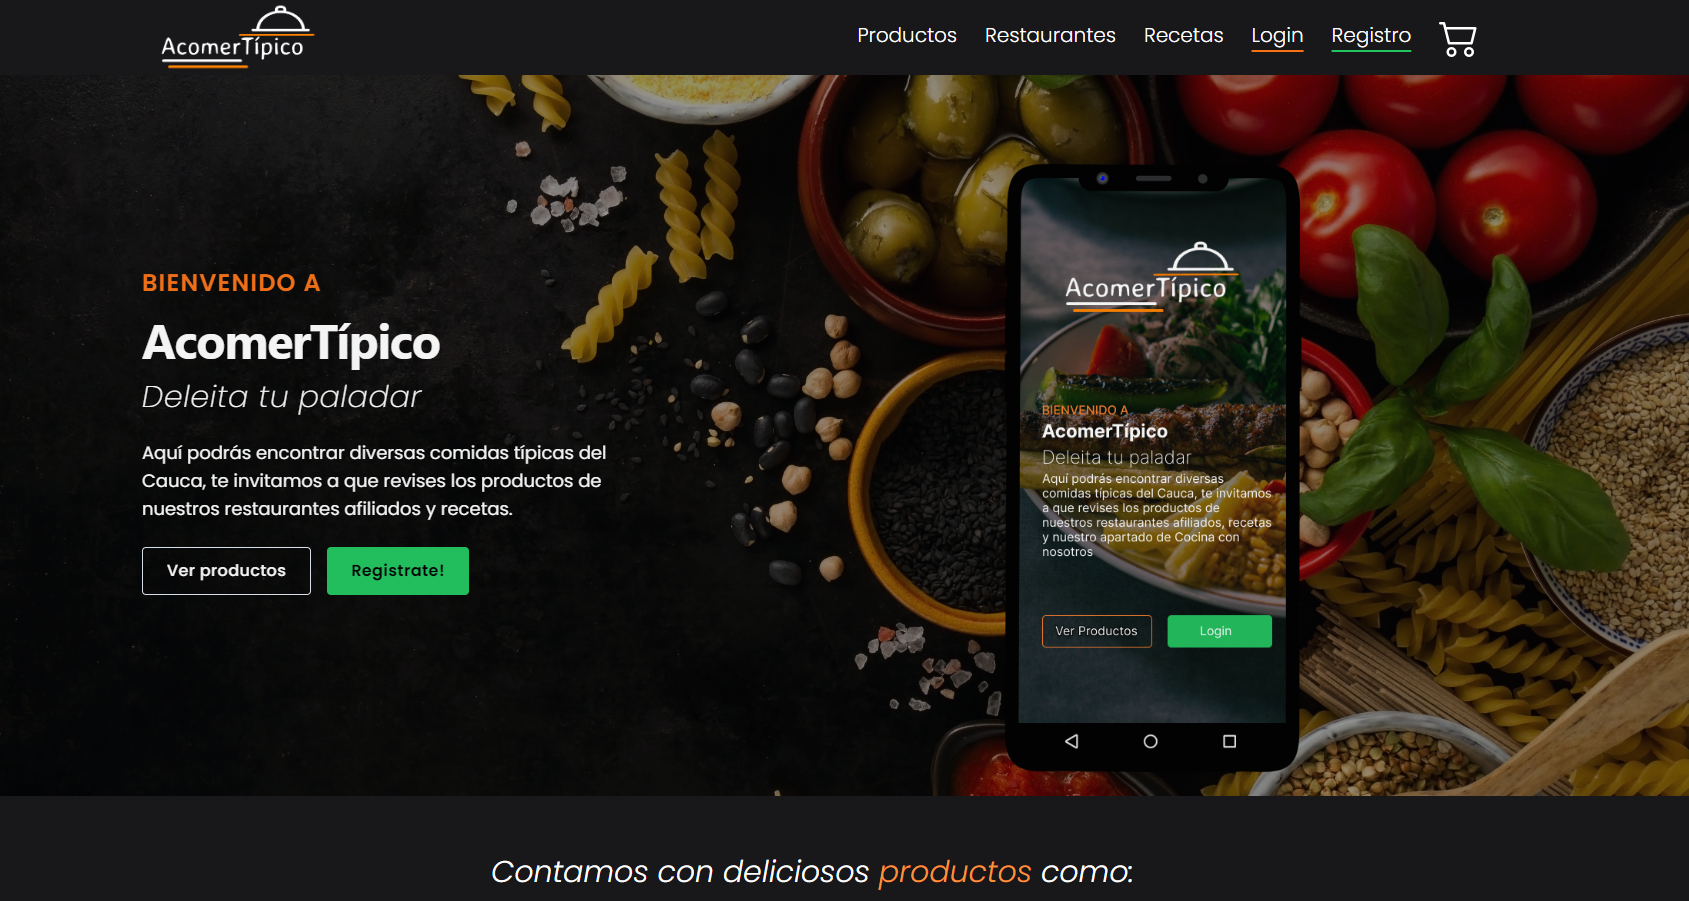 AcomerTípico
Productos Restaurantes Recetas Login Registro
BIENVENIDO A
AcomerTípico
Deleita tu paladar
Aquí podrás encontrar diversas comidas típicas del
Cauca, te invitamos a que revises los productos de
nuestros restaurantes afiliados y recetas.
Ver productos Registrate!
AcomerTípico
BIENVENIDO A
AcomerTípico
Deleita tu paladar
Aquí podrás encontrar diversas
comidas típicas del Cauca, te invitamos
a que revises los productos de
nuestros restaurantes afiliados, recetas
y nuestro apartado de Cocina con
nosotros
Ver Productos Login
Contamos con deliciosos productos como: